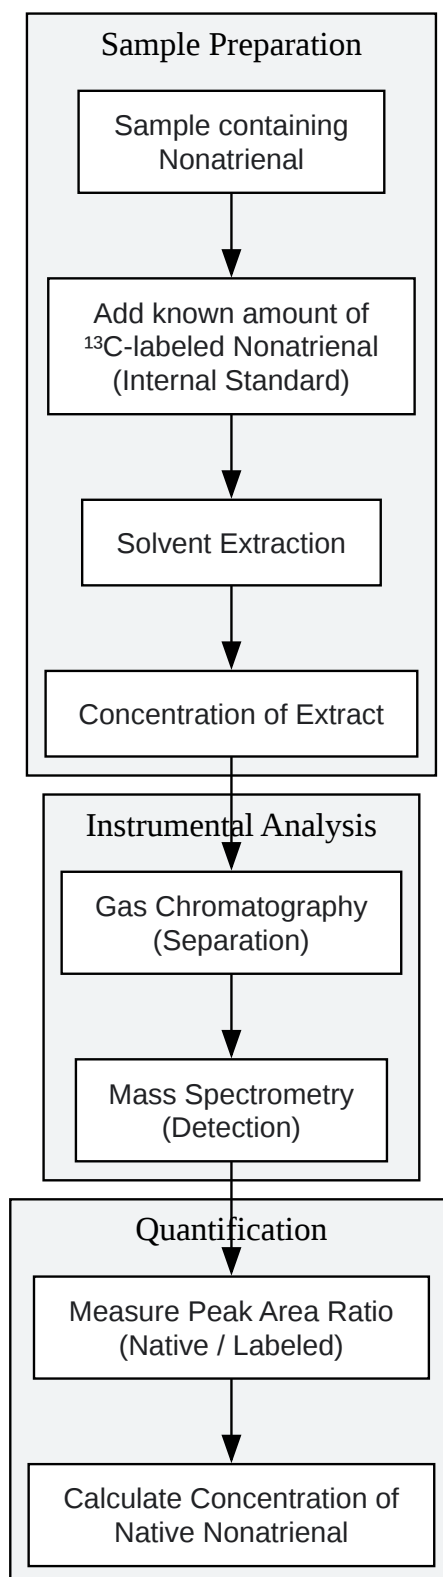 Sample Preparation
Sample containing
Nonatrienal
Add known amount of
¹³C-labeled Nonatrienal
(Internal Standard)
Solvent Extraction
Concentration of Extract
Instrumental Analysis
Gas Chromatography
(Separation)
Mass Spectrometry
(Detection)
Quantification
Measure Peak Area Ratio
(Native / Labeled)
Calculate Concentration of
Native Nonatrienal